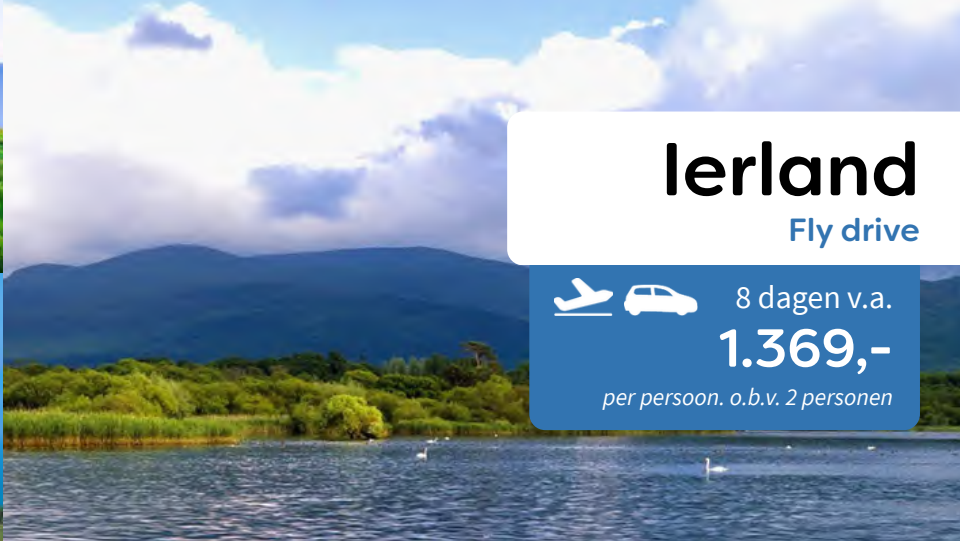 Ierland
Fly drive
8 dagen v.a.
1.369,-
per persoon. o.b.v. 2 personen